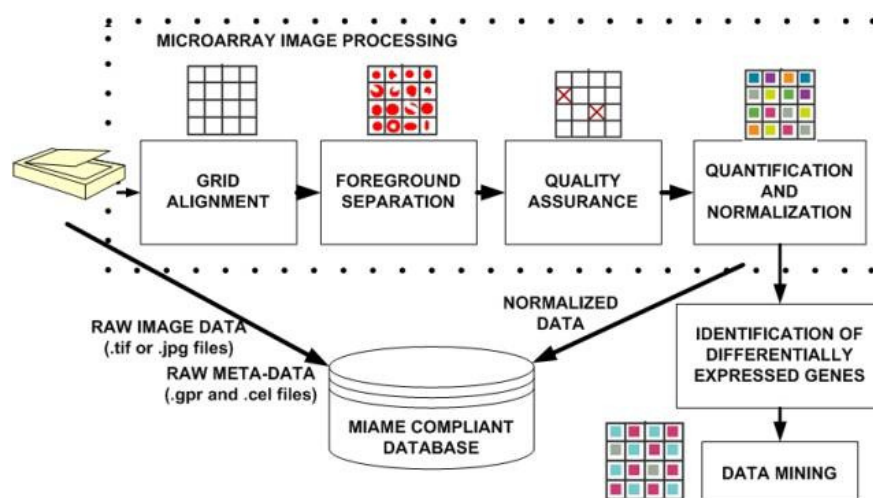 MICROARRAY IMAGE PROCESSING
GRID
ALIGNMENT
FOREGROUND
SEPARATION
QUALITY
ASSURANCE
QUANTIFICATION
AND
NORMALIZATION
RAW IMAGE DATA
(.tif or .jpg files)
RAW META-DATA
(.gpr and .cel files)
NORMALIZED
DATA
MIAME COMPLIANT
DATABASE
IDENTIFICATION OF
DIFFERENTIALLY
EXPRESSED GENES
DATA MINING